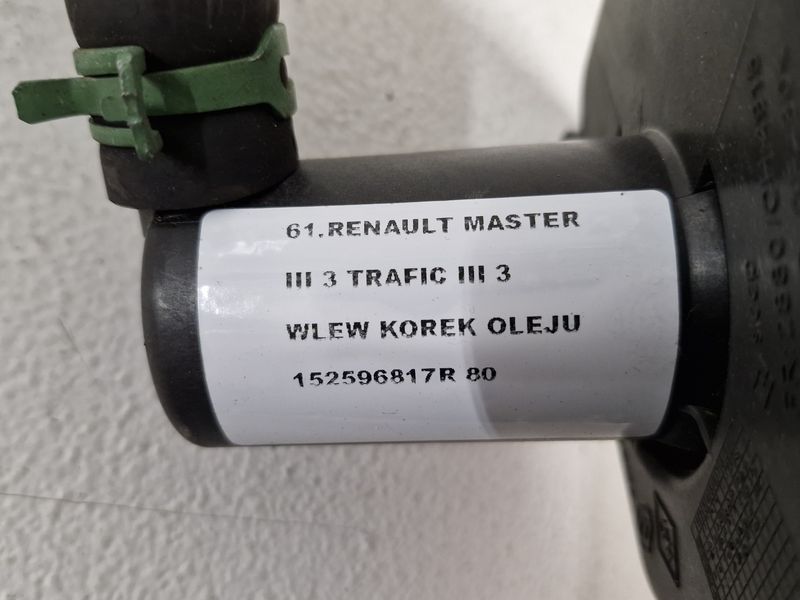 61.RENAULT MASTER
III 3 TRAFIC III 3
WLEW KOREK OLEJU
152596817R 80